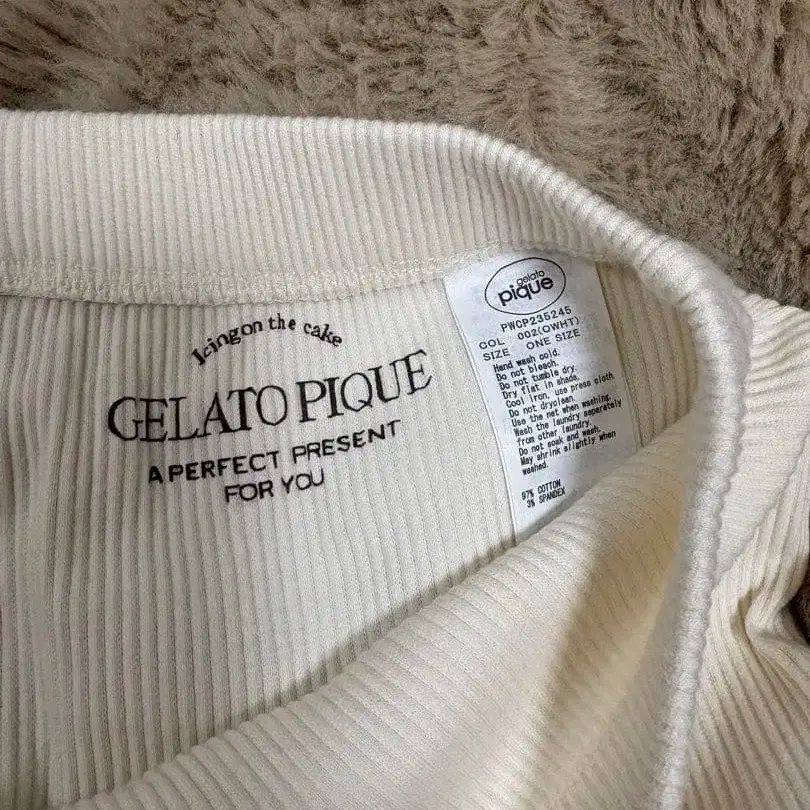 Icing on the cake
GELATO PIQUE
A PERFECT PRESENT
FOR YOU
gelato
pique
PWCP235245
COL 002(OWHT)
SIZE ONE SIZE
Hand wash cold.
Do not bleach.
Do not tumble dry.
Dry flat in shade.
Cool iron, use press cloth.
Do not dryclean.
Use the net when washing.
Wash the laundry separately
from other laundry.
Do not soak and wash.
May shrink slightly when
washed.
97% COTTON
3% SPANDEX